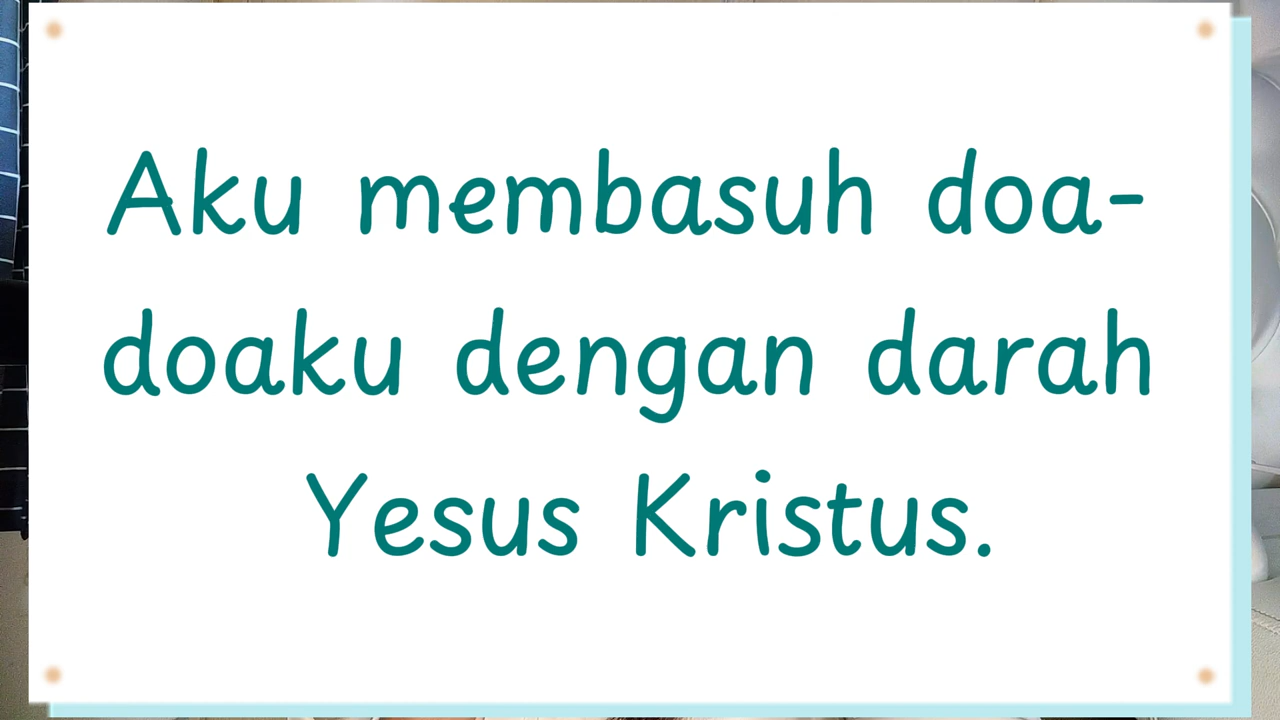 Aku membasuh doa-
doaku dengan darah
Yesus Kristus.